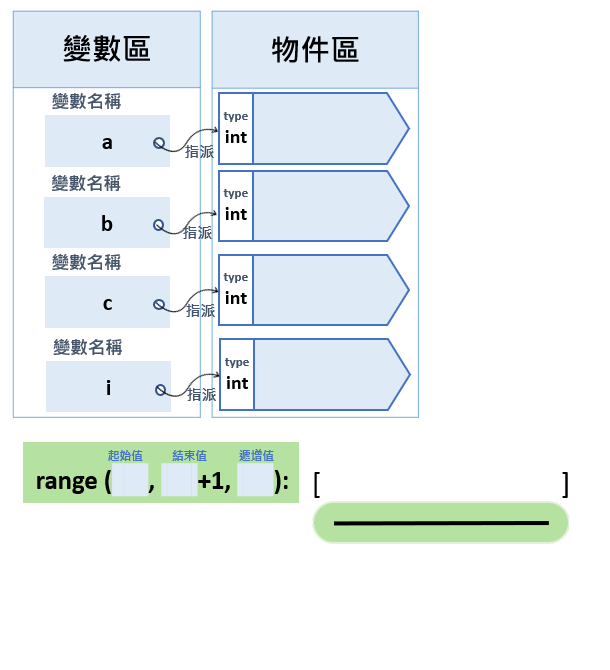 變數區
物件區
變數名稱
a
指派
type
int
變數名稱
b
指派
type
int
變數名稱
c
指派
type
int
變數名稱
i
指派
type
int
起始值 結束值 遞增值
range ( , +1, ):
[ ]